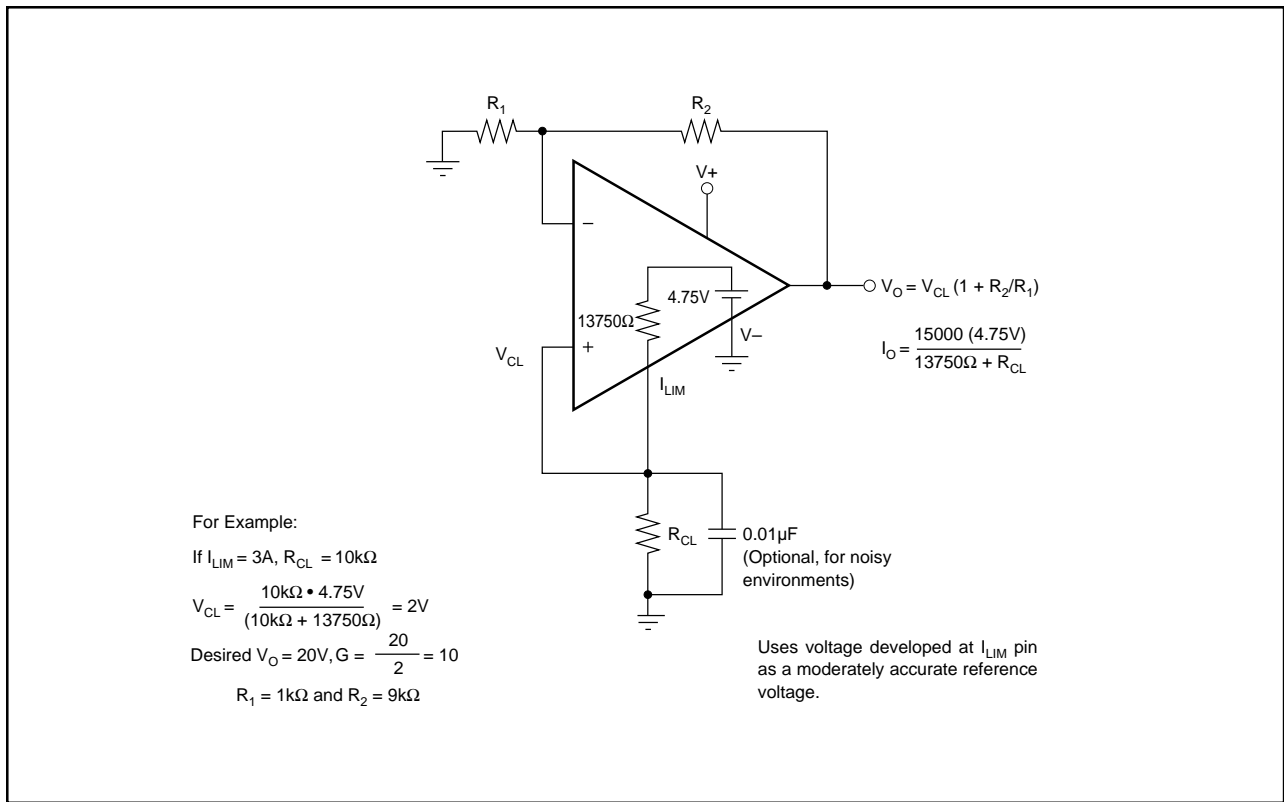 R1
R2
V+
–
4.75V
13750Ω
V–
VO = VCL (1 + R2/R1)
IO = 15000 (4.75V)
13750Ω + RCL
+
VCL
ILIM
RCL
0.01µF
(Optional, for noisy
environments)
For Example:
If ILIM = 3A, RCL = 10kΩ
VCL = 10kΩ • 4.75V
(10kΩ + 13750Ω) = 2V
Desired VO = 20V, G = 20
2 = 10
R1 = 1kΩ and R2 = 9kΩ
Uses voltage developed at ILIM pin
as a moderately accurate reference
voltage.